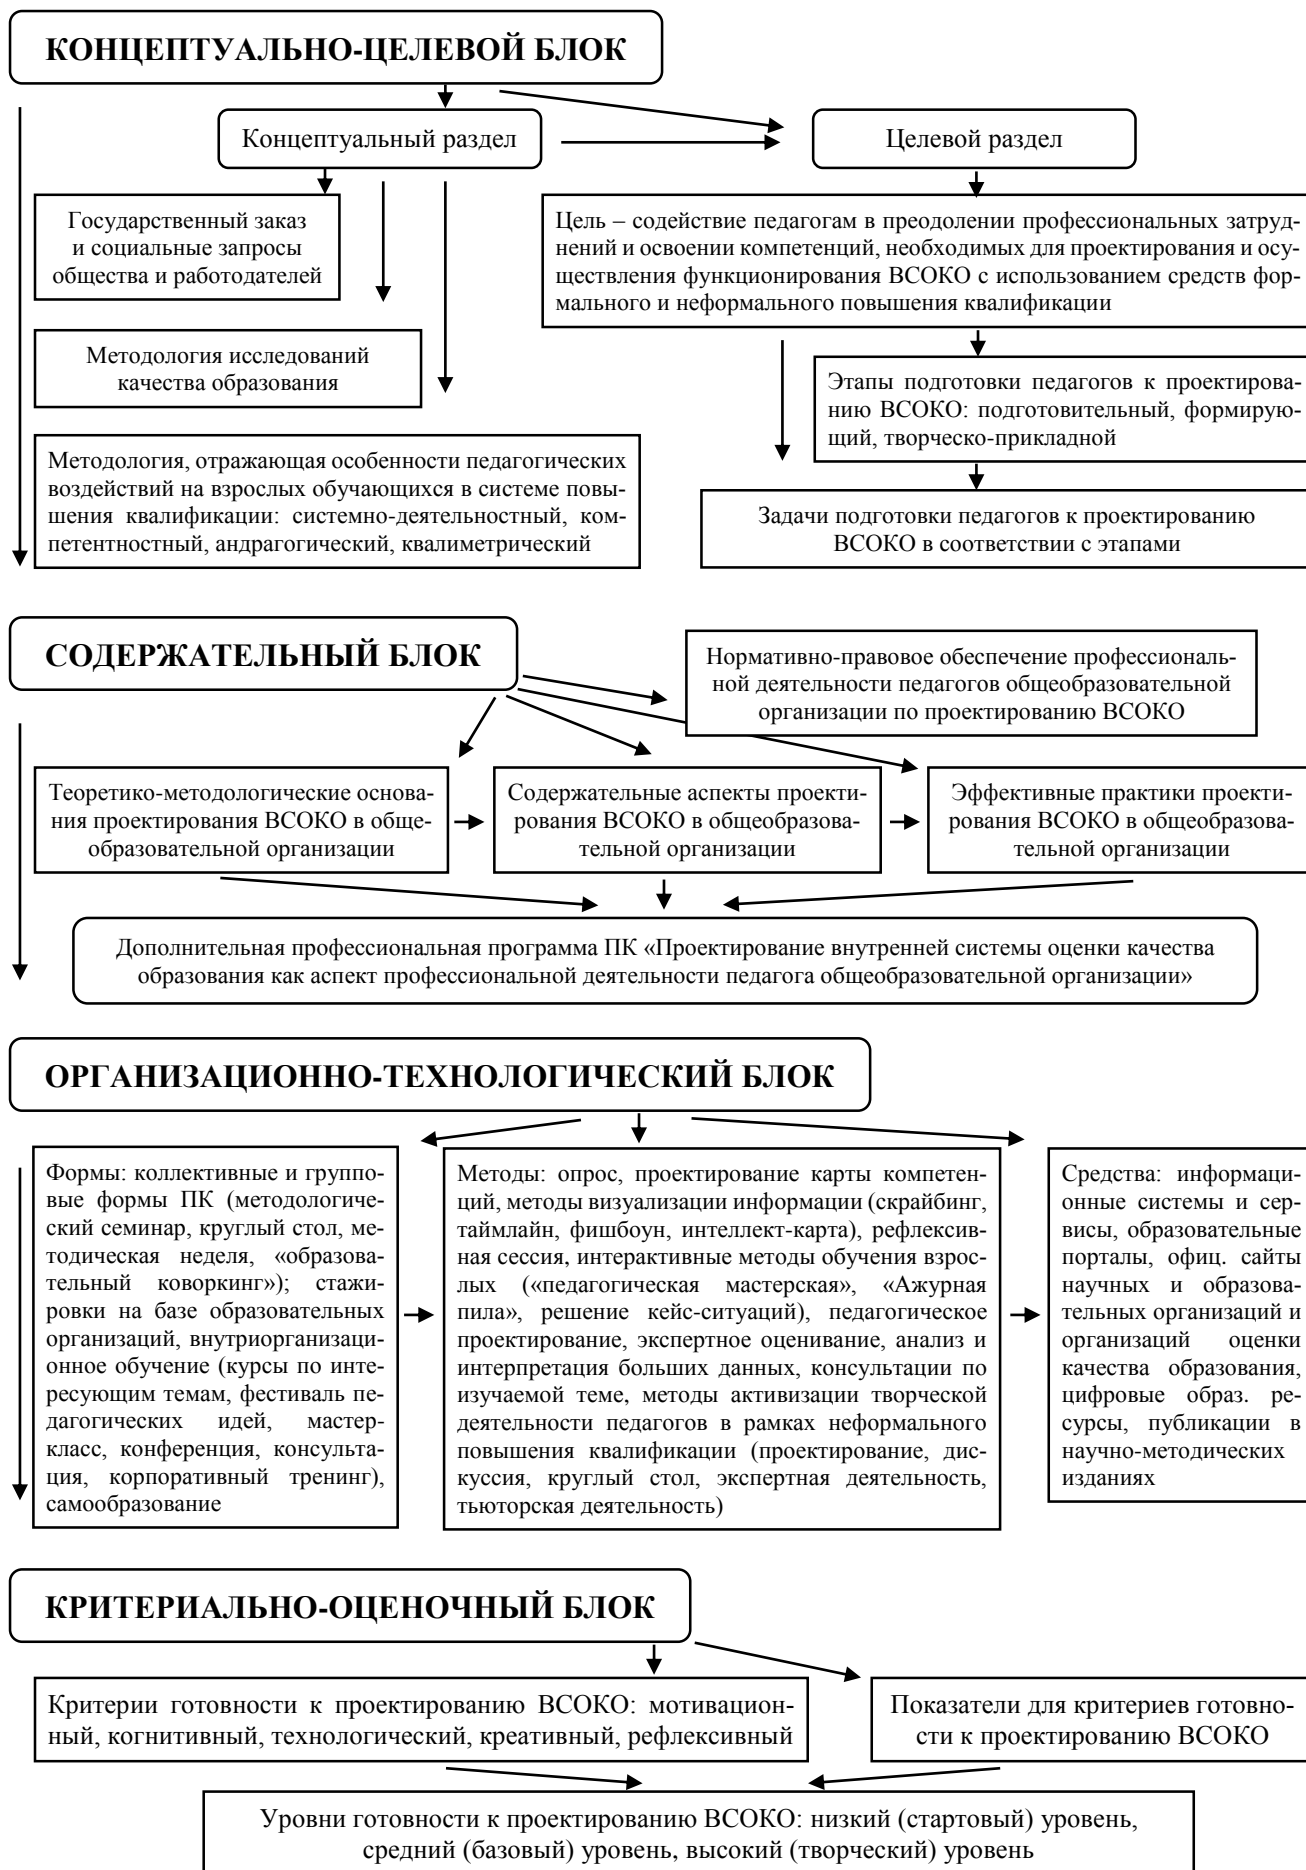 КОНЦЕПТУАЛЬНО-ЦЕЛЕВОЙ БЛОК
Концептуальный раздел
Целевой раздел
Государственный заказ
и социальные запросы
общества и работодателей
Методология исследований
качества образования
Методология, отражающая особенности педагогических
воздействий на взрослых обучающихся в системе повы-
шения квалификации: системно-деятельностный, ком-
петентностный, андрагогический, квалиметрический
Цель – содействие педагогам в преодолении профессиональных затруд-
нений и освоении компетенций, необходимых для проектирования и осу-
ществления функционирования ВСОКО с использованием средств фор-
мального и неформального повышения квалификации
Этапы подготовки педагогов к проектирова-
нию ВСОКО: подготовительный, формирую-
щий, творческо-прикладной
Задачи подготовки педагогов к проектированию
ВСОКО в соответствии с этапами
СОДЕРЖАТЕЛЬНЫЙ БЛОК
Нормативно-правовое обеспечение профессиональ-
ной деятельности педагогов общеобразовательной
организации по проектированию ВСОКО
Теоретико-методологические основа-
ния проектирования ВСОКО в обще-
образовательной организации
Содержательные аспекты проекти-
рования ВСОКО в общеобразова-
тельной организации
Эффективные практики проекти-
рования ВСОКО в общеобразова-
тельной организации
Дополнительная профессиональная программа ПК «Проектирование внутренней системы оценки качества
образования как аспект профессиональной деятельности педагога общеобразовательной организации»
ОРГАНИЗАЦИОННО-ТЕХНОЛОГИЧЕСКИЙ БЛОК
Формы: коллективные и группо-
вые формы ПК (методологиче-
ский семинар, круглый стол, ме-
тодическая неделя, «образова-
тельный коворкинг»); стажи-
ровки на базе образовательных
организаций, внутриорганизаци-
онное обучение (курсы по инте-
ресующим темам, фестиваль пе-
дагогических идей, мастер-
класс, конференция, консульта-
ция, корпоративный тренинг),
самообразование
Методы: опрос, проектирование карты компетен-
ций, методы визуализации информации (скрайбинг,
таймлайн, фишбоун, интеллект-карта), рефлексив-
ная сессия, интерактивные методы обучения взрос-
лых («педагогическая мастерская», «Ажурная
пила», решение кейс-ситуаций), педагогическое
проектирование, экспертное оценивание, анализ и
интерпретация больших данных, консультации по
изучаемой теме, методы активизации творческой
деятельности педагогов в рамках неформального
повышения квалификации (проектирование, дис-
куссия, круглый стол, экспертная деятельность,
тьюторская деятельность)
Средства: информаци-
онные системы и сер-
висы, образовательные
порталы, офиц. сайты
научных и образова-
тельных организаций и
организаций оценки
качества образования,
цифровые образ. ре-
сурсы, публикации в
научно-методических
изданиях
КРИТЕРИАЛЬНО-ОЦЕНОЧНЫЙ БЛОК
Критерии готовности к проектированию ВСОКО: мотивацион-
ный, когнитивный, технологический, креативный, рефлексивный
Показатели для критериев готовно-
сти к проектированию ВСОКО
Уровни готовности к проектированию ВСОКО: низкий (стартовый) уровень,
средний (базовый) уровень, высокий (творческий) уровень